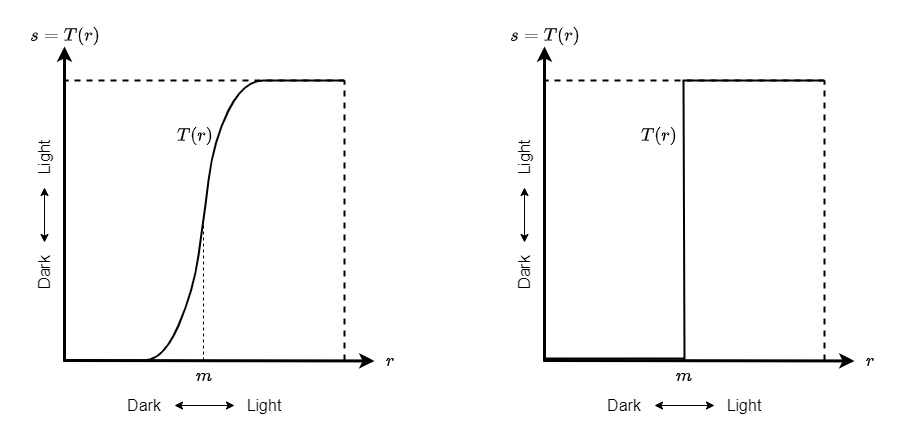 s = T(r)
Light
Dark
T(r)
m
r
Dark
Light
s = T(r)
Light
Dark
T(r)
m
r
Dark
Light